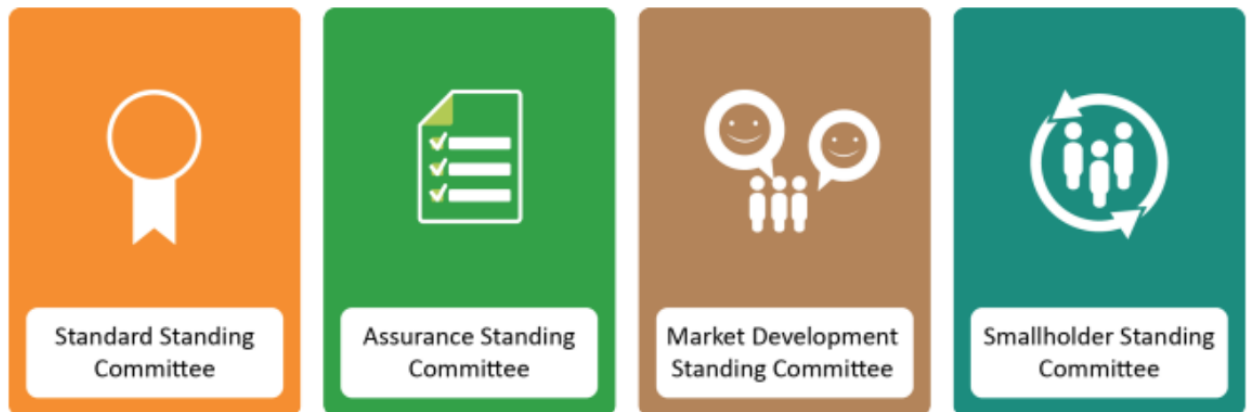 Standard Standing
Committee
Assurance Standing
Committee
Market Development
Standing Committee
Smallholder Standing
Committee